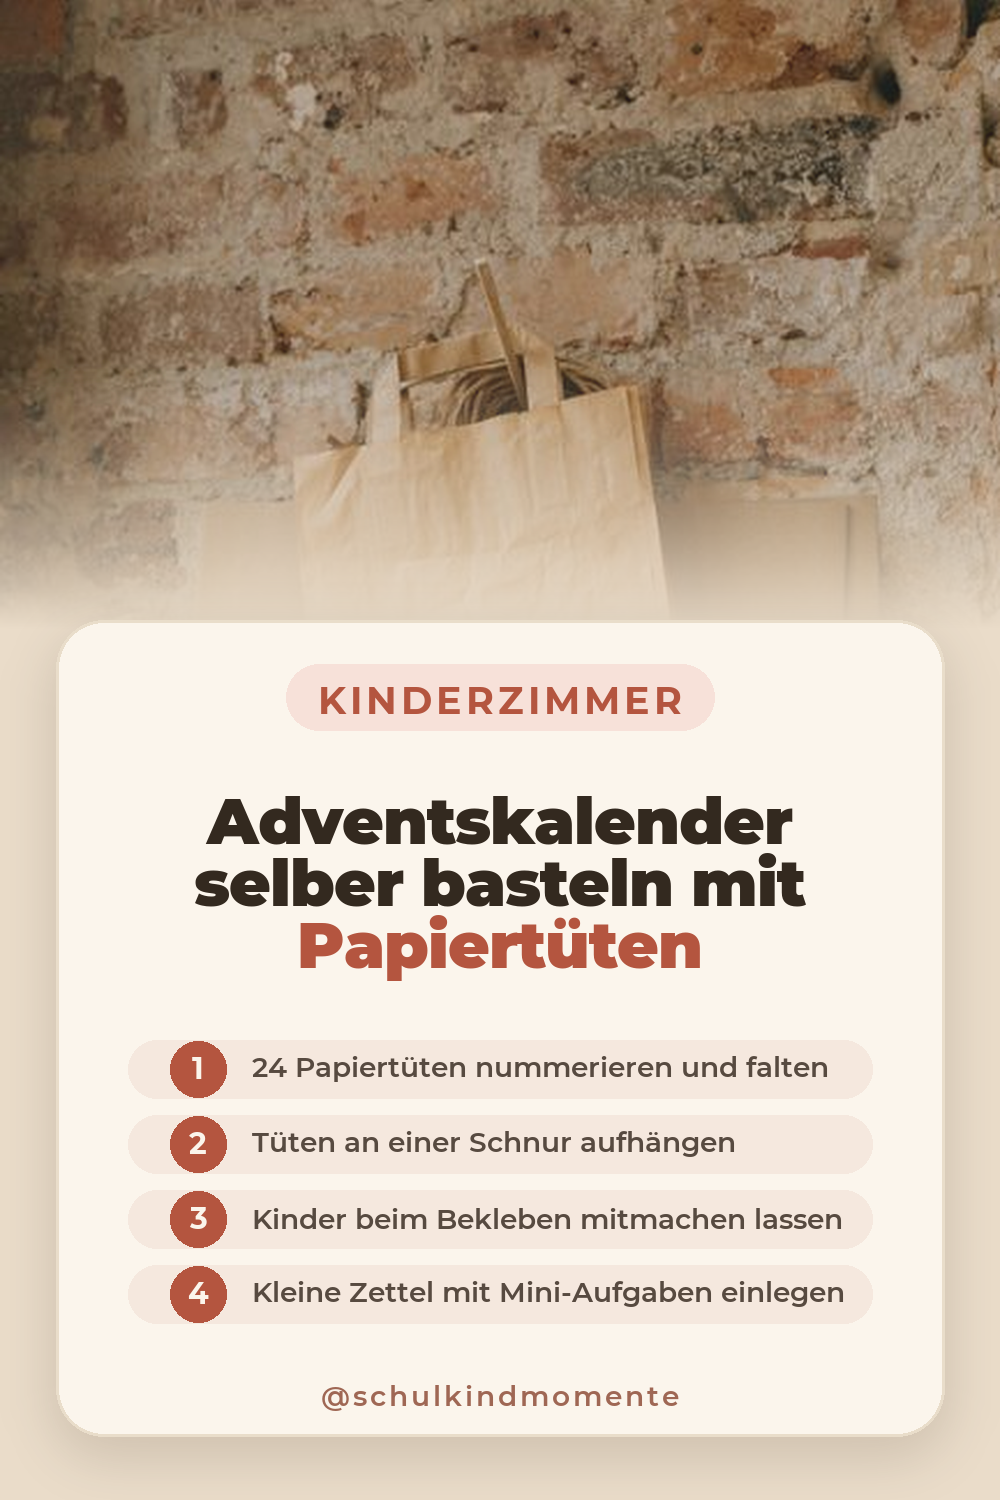 KINDERZIMMER
Adventskalender
selber basteln mit
Papiertüten
1 24 Papiertüten nummerieren und falten
2 Tüten an einer Schnur aufhängen
3 Kinder beim Bekleben mitmachen lassen
4 Kleine Zettel mit Mini-Aufgaben einlegen
@schulkindmomente